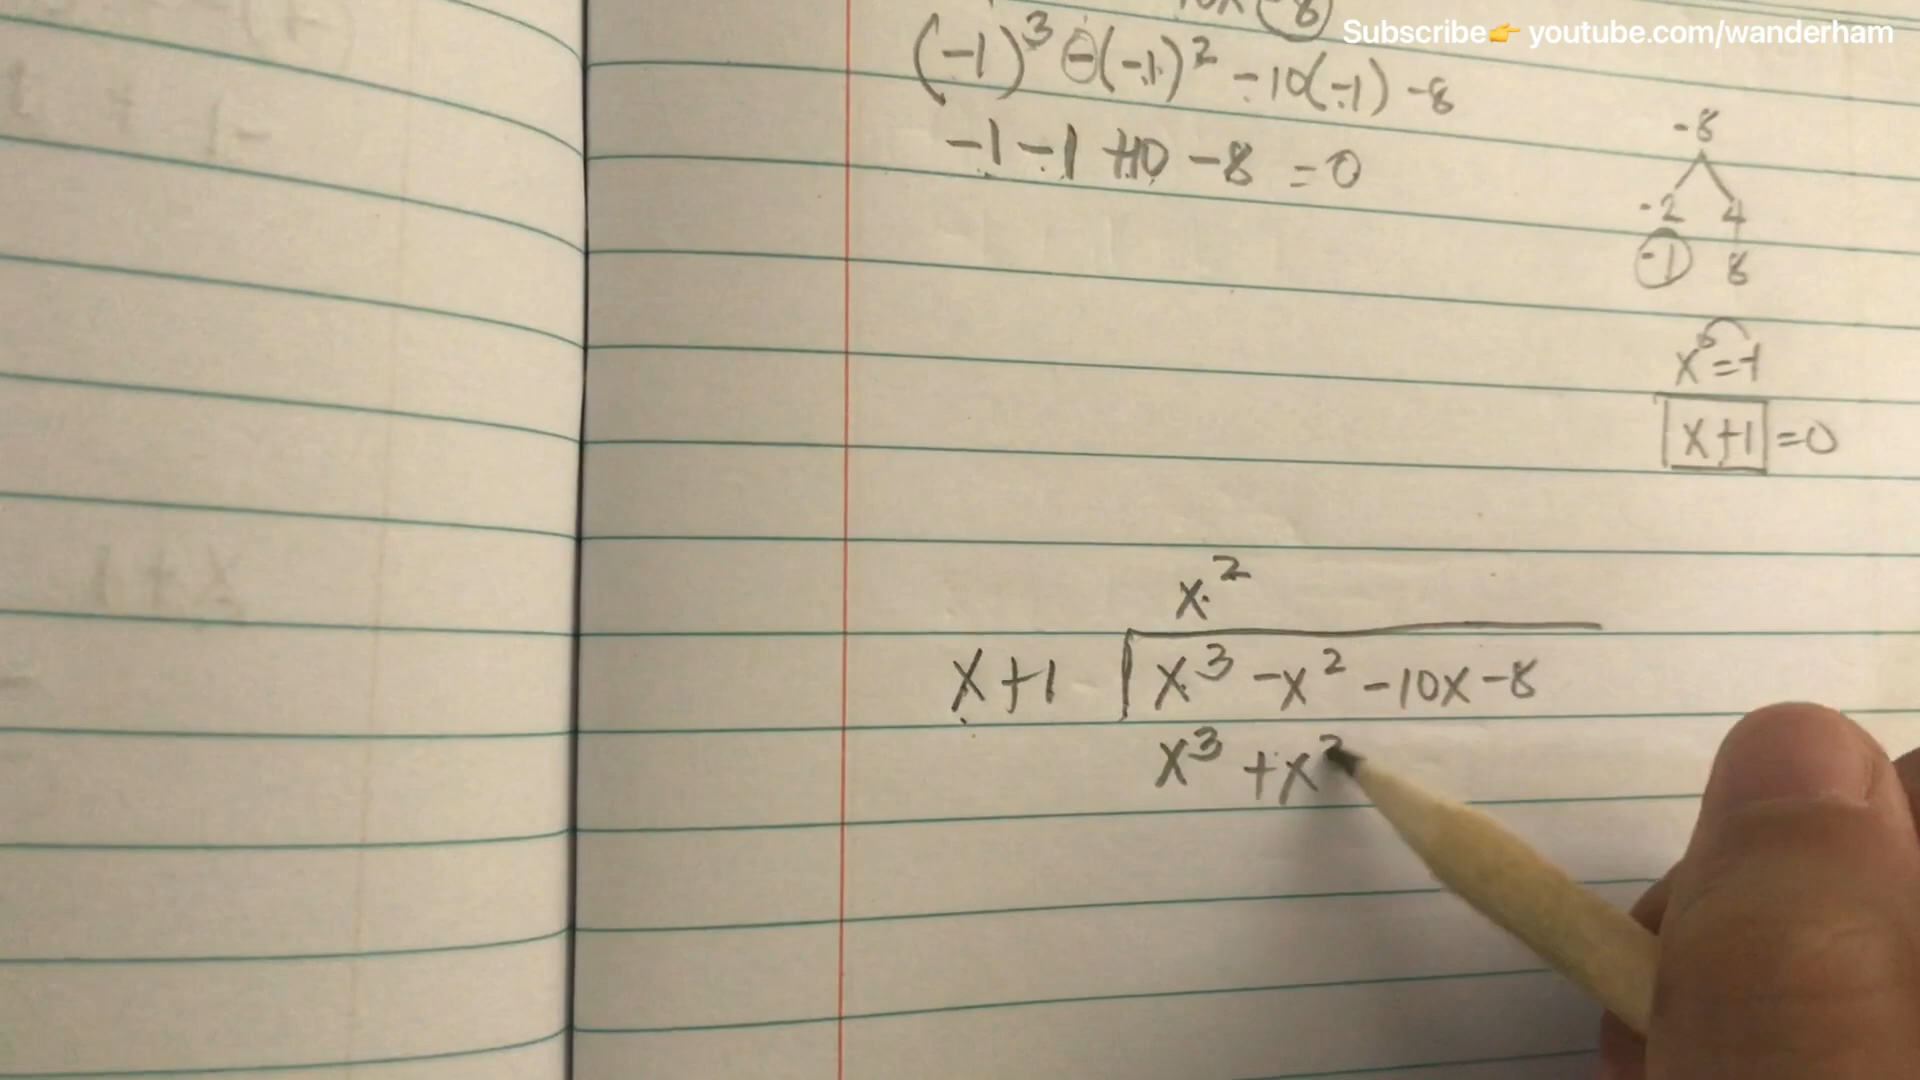 Subscribe👉 youtube.com/wanderham
(-1)³ -(-1)² -10(-1) -8
-1 -1 +10 -8 =0
-8
-2 4
-1 8
x = -1
x+1 =0
x²
x+1 x³ -x² -10x -8
x³ +x²
x+1